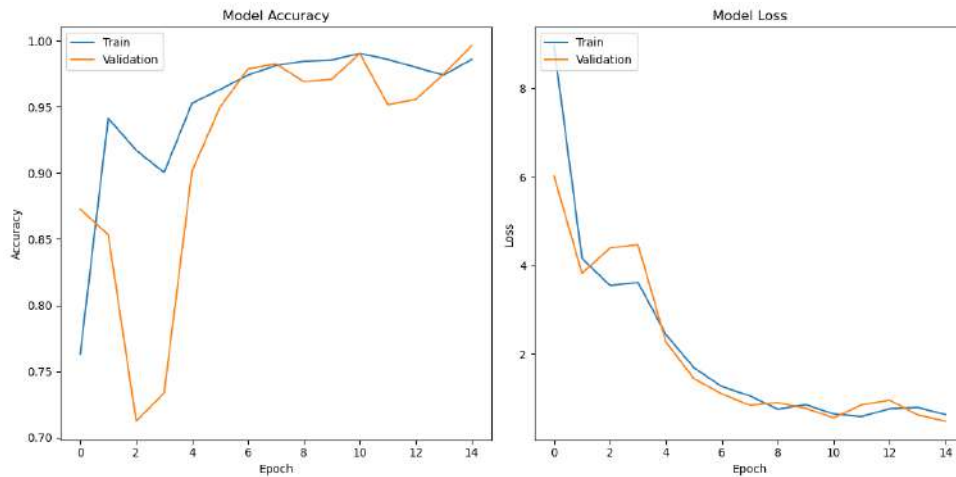 Model Accuracy
Train
Validation
1.00
0.95
0.90
0.85
0.80
0.75
0.70
Accuracy
0 2 4 6 8 10 12 14
Epoch
Model Loss
Train
Validation
8
6
4
2
Loss
0 2 4 6 8 10 12 14
Epoch